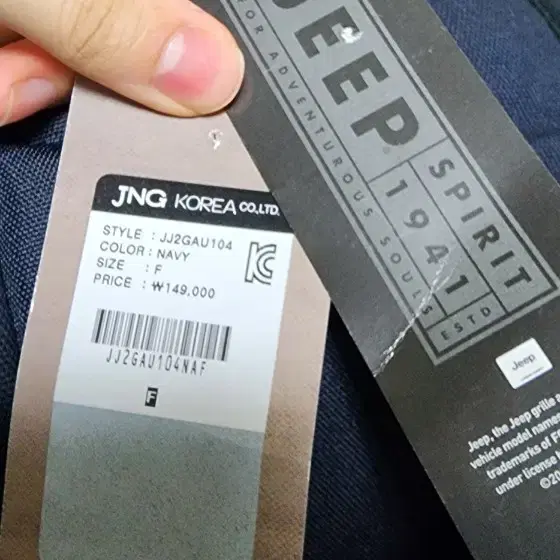 JNG KOREA CO,LTD.
STYLE : JJ2GAU104
COLOR : NAVY
SIZE : F
PRICE : ₩149,000
JJ2GAU104NAF
F
JEEP
SPIRIT
1941
ESTD
FOR ADVENTUROUS SOULS
Jeep
Jeep, the Jeep grille
vehicle model names
trademarks of
under license